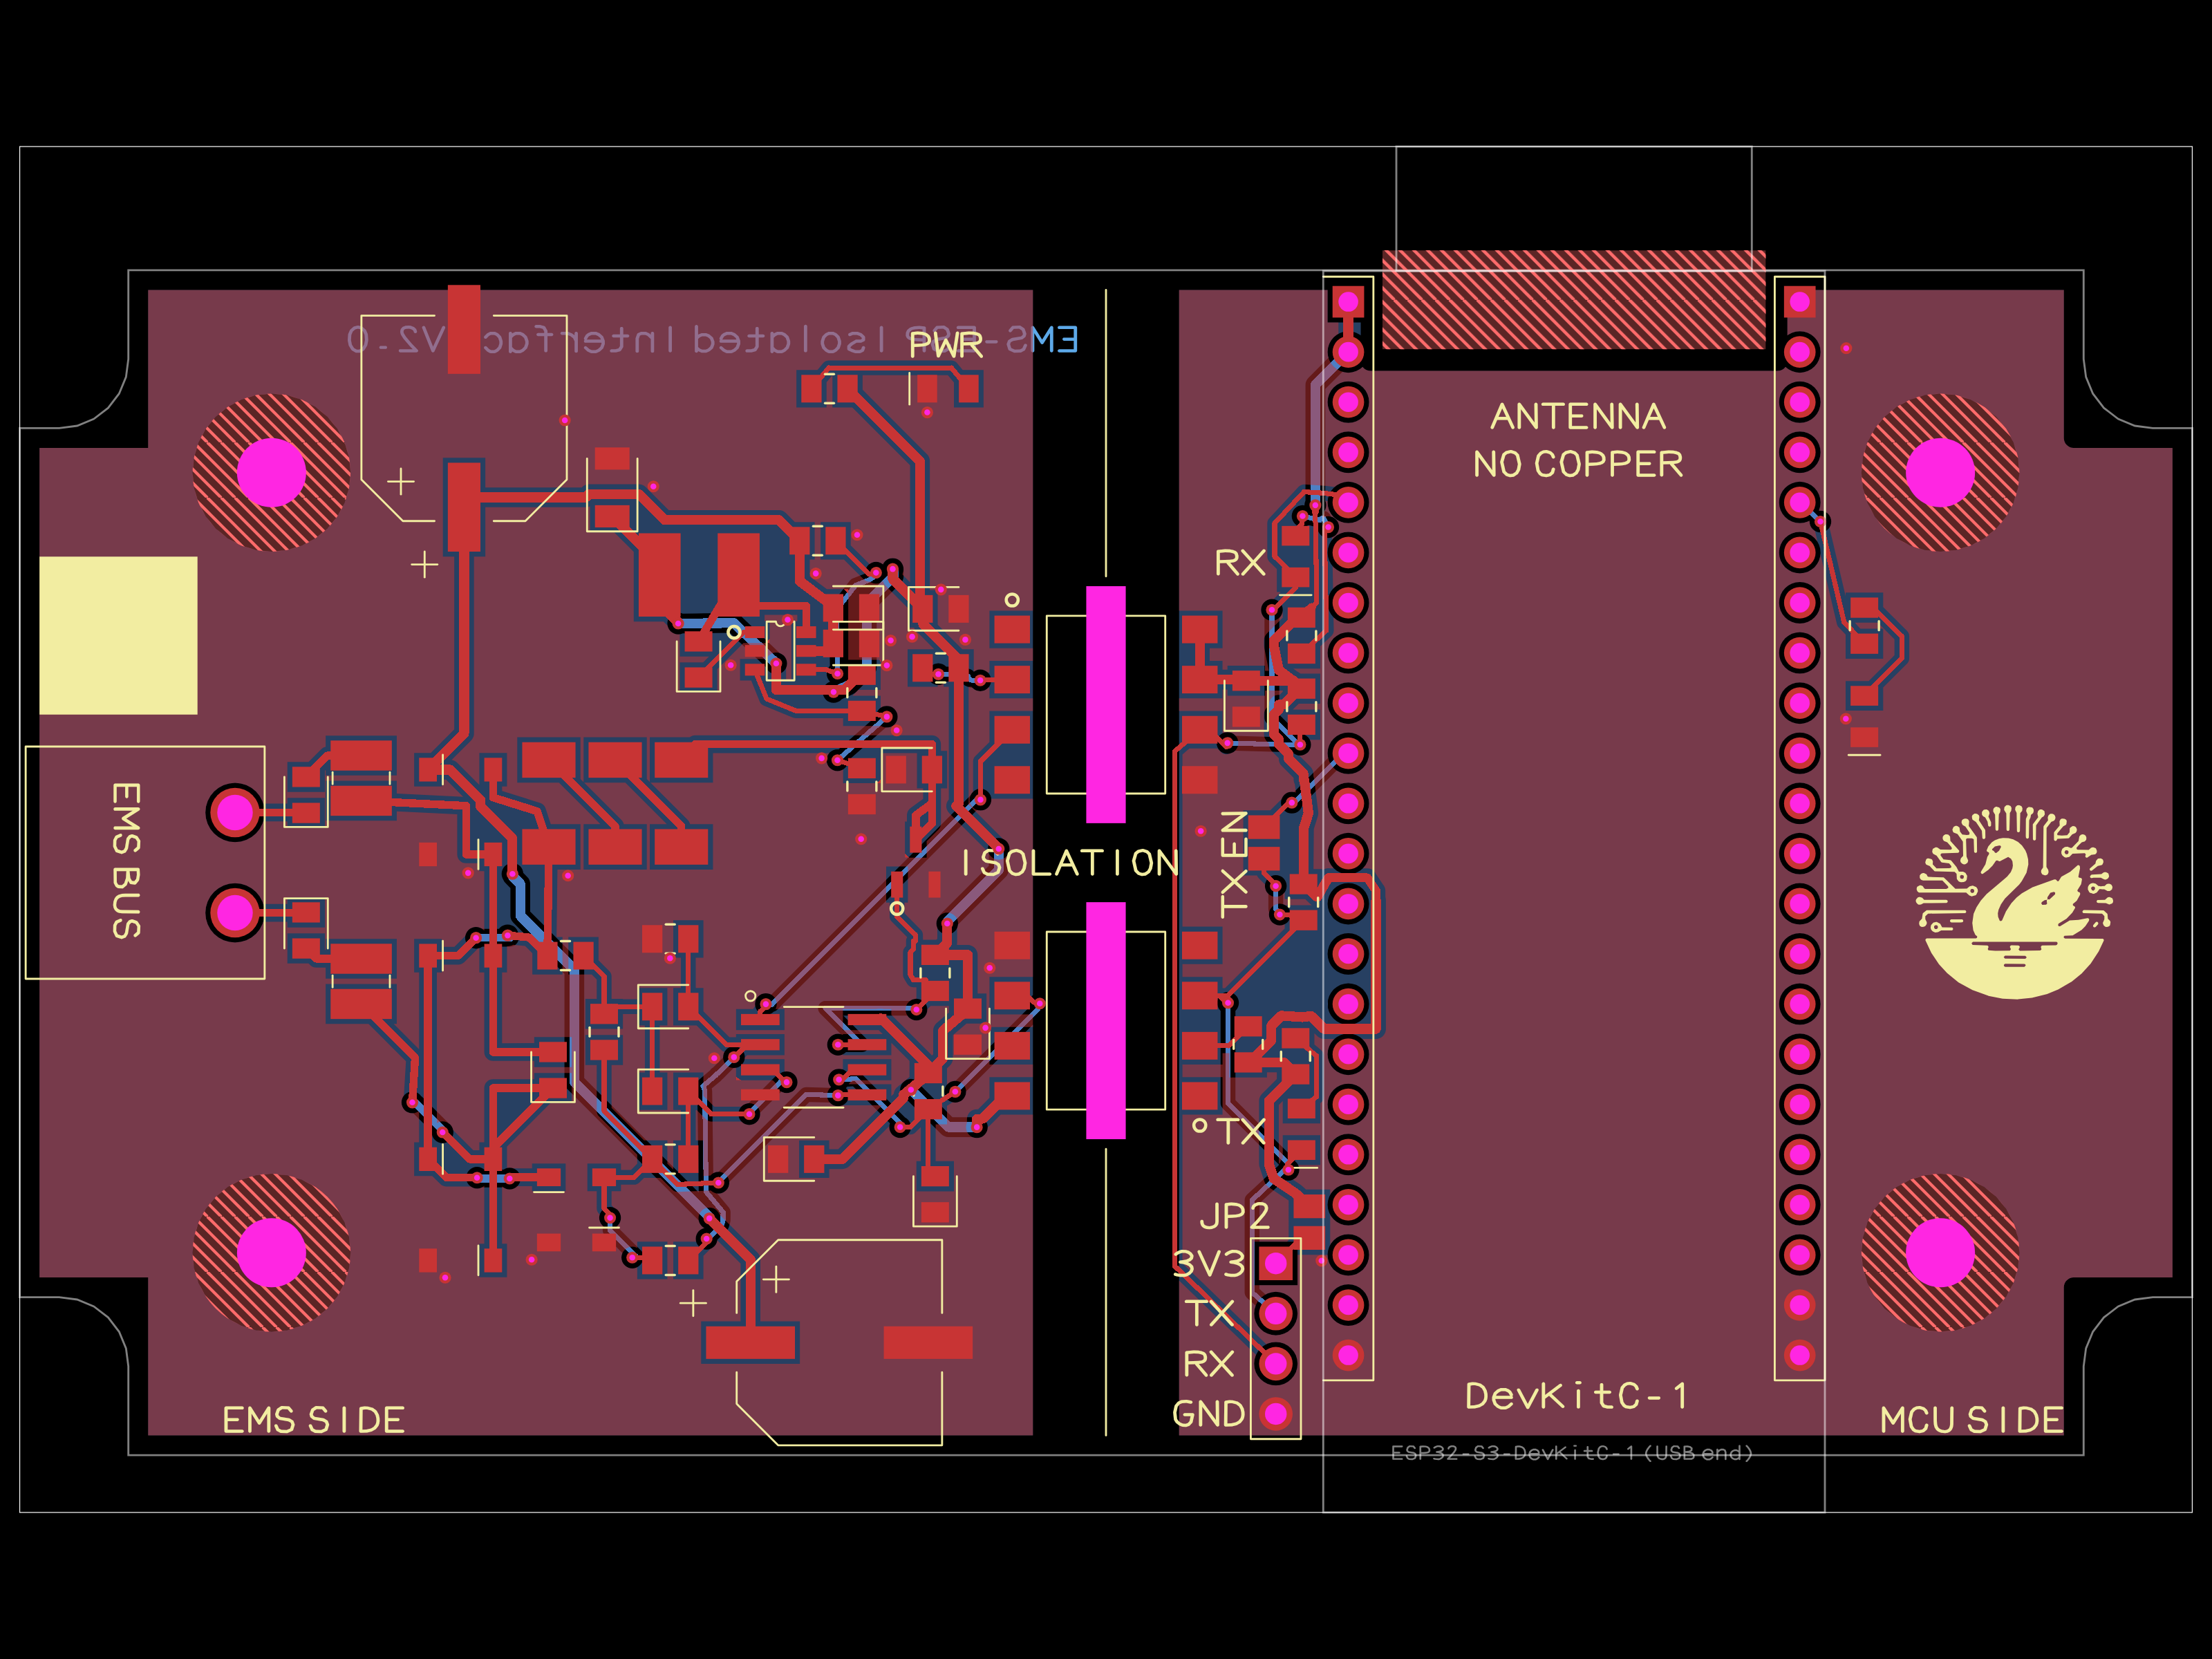 EMS-ESP Isolated Interface V2.0
PWR
ANTENNA
NO COPPER
RX
EMS BUS
ISOLATION
TX EN
TX
JP2
3V3
TX
RX
GND
EMS SIDE
DevKitC-1
MCU SIDE
ESP32-S3-DevKitC-1 (USB end)